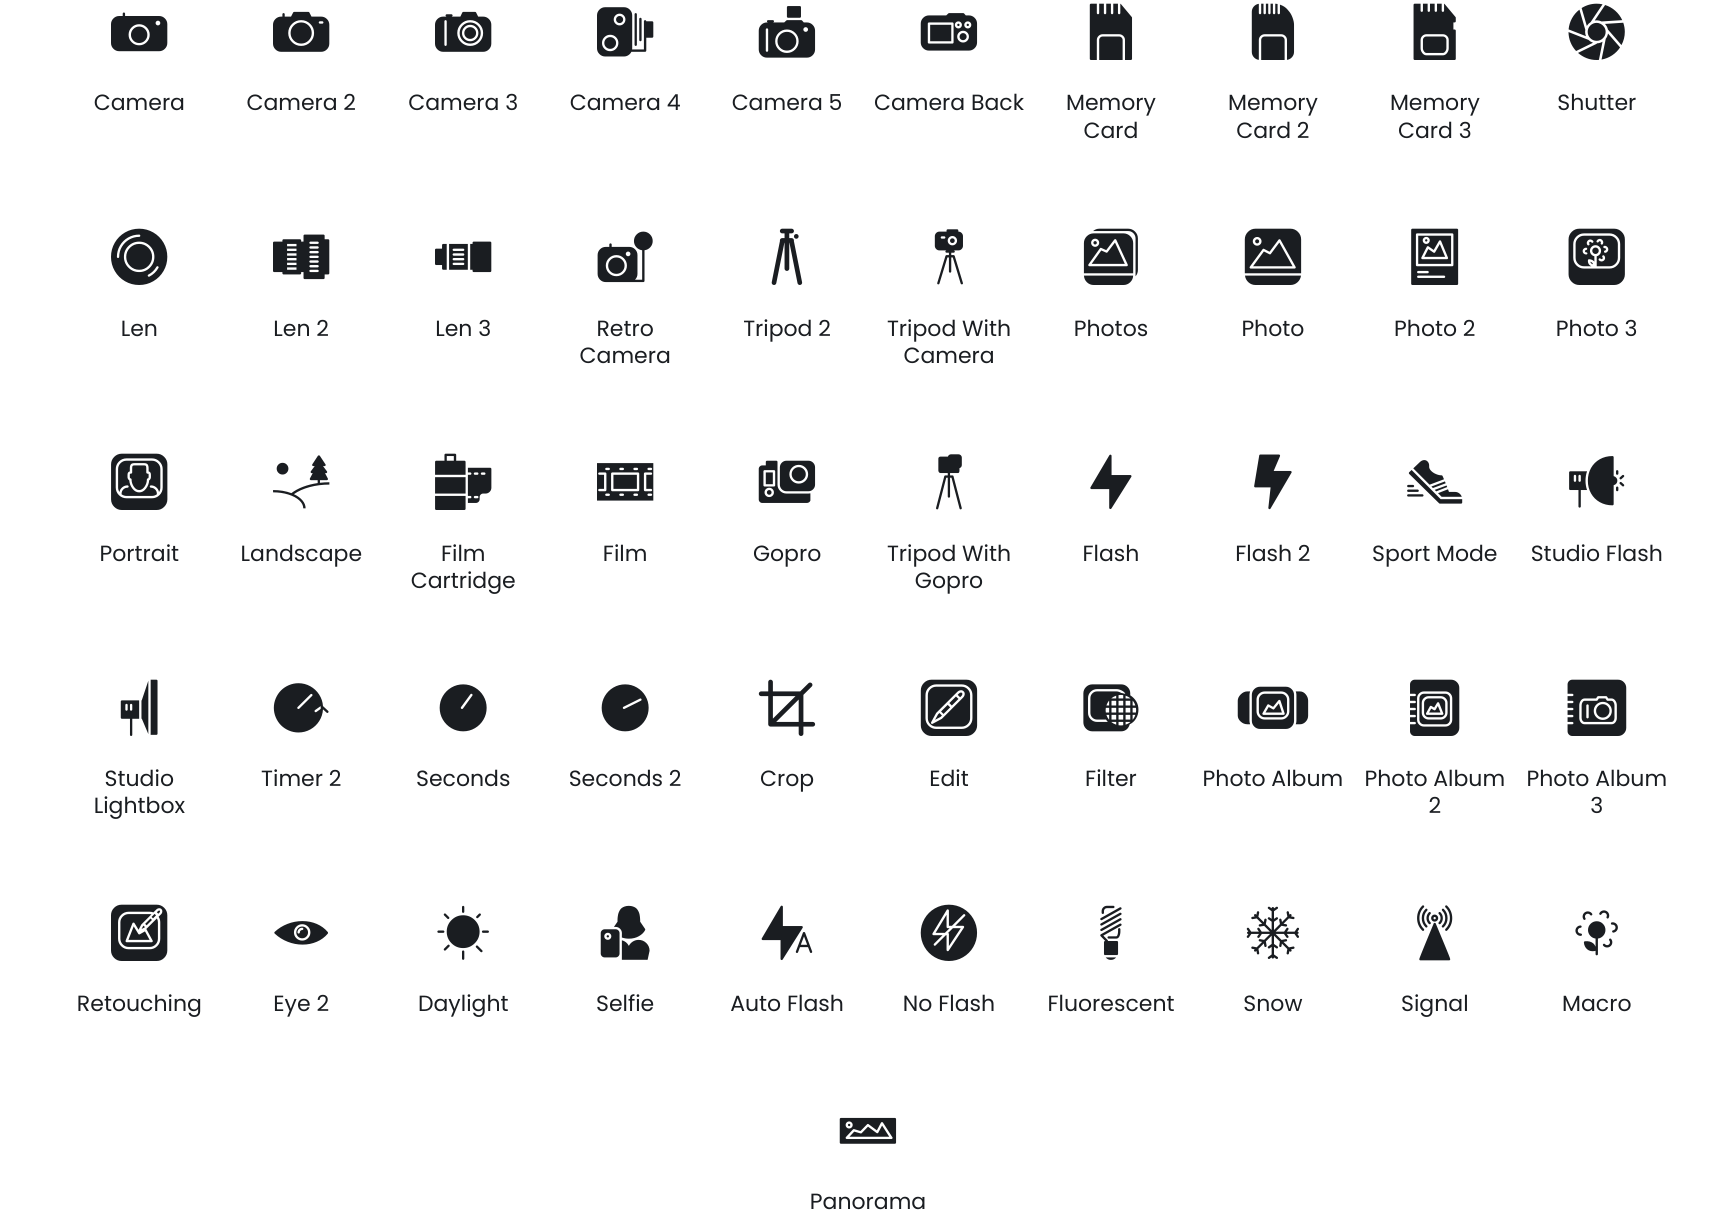 Camera
Camera 2
Camera 3
Camera 4
Camera 5
Camera Back
Memory
Card
Memory
Card 2
Memory
Card 3
Shutter
Len
Len 2
Len 3
Retro
Camera
Tripod 2
Tripod With
Camera
Photos
Photo
Photo 2
Photo 3
Portrait
Landscape
Film
Cartridge
Film
Gopro
Tripod With
Gopro
Flash
Flash 2
Sport Mode
Studio Flash
Studio
Lightbox
Timer 2
Seconds
Seconds 2
Crop
Edit
Filter
Photo Album
Photo Album
2
Photo Album
3
Retouching
Eye 2
Daylight
Selfie
A
Auto Flash
No Flash
Fluorescent
Snow
Signal
Macro
Panorama